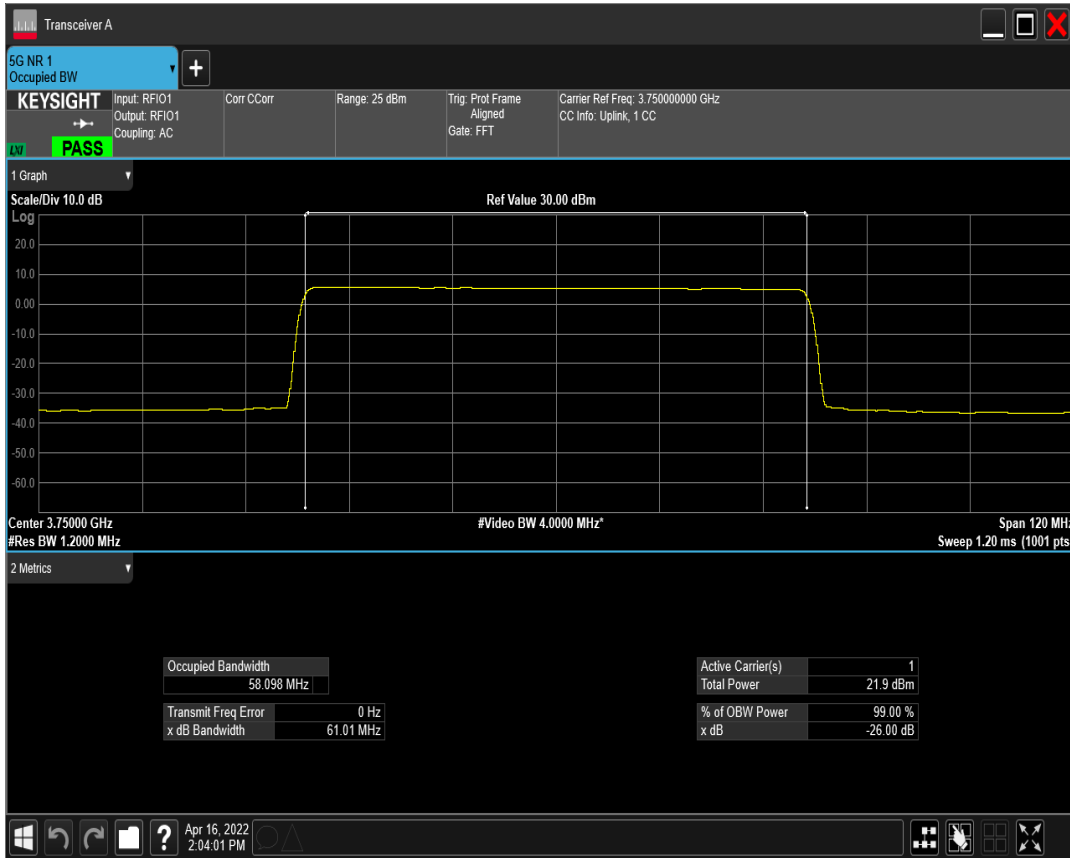 Transceiver A
5G NR 1
Occupied BW
+
KEYSIGHT
LXI
PASS
Input: RFIO1
Output: RFIO1
Coupling: AC
Corr CCorr
Range: 25 dBm
Trig: Prot Frame
Aligned
Gate: FFT
Carrier Ref Freq: 3.750000000 GHz
CC Info: Uplink, 1 CC
1 Graph
Scale/Div 10.0 dB
Ref Value 30.00 dBm
Log
20.0
10.0
0.00
-10.0
-20.0
-30.0
-40.0
-50.0
-60.0
Center 3.75000 GHz
#Video BW 4.0000 MHz*
Span 120 MHz
#Res BW 1.2000 MHz
Sweep 1.20 ms (1001 pts
2 Metrics
Occupied Bandwidth
58.098 MHz
Transmit Freq Error 0 Hz
x dB Bandwidth 61.01 MHz
Active Carrier(s) 1
Total Power 21.9 dBm
% of OBW Power 99.00 %
x dB -26.00 dB
?
Apr 16, 2022
2:04:01 PM